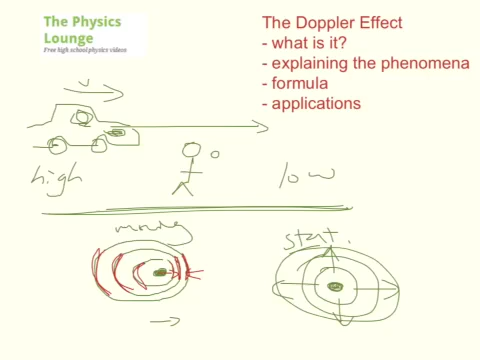 The Physics
Lounge
Free high school physics videos
The Doppler Effect
- what is it?
- explaining the phenomena
- formula
- applications
v
high
low
moving
stat.